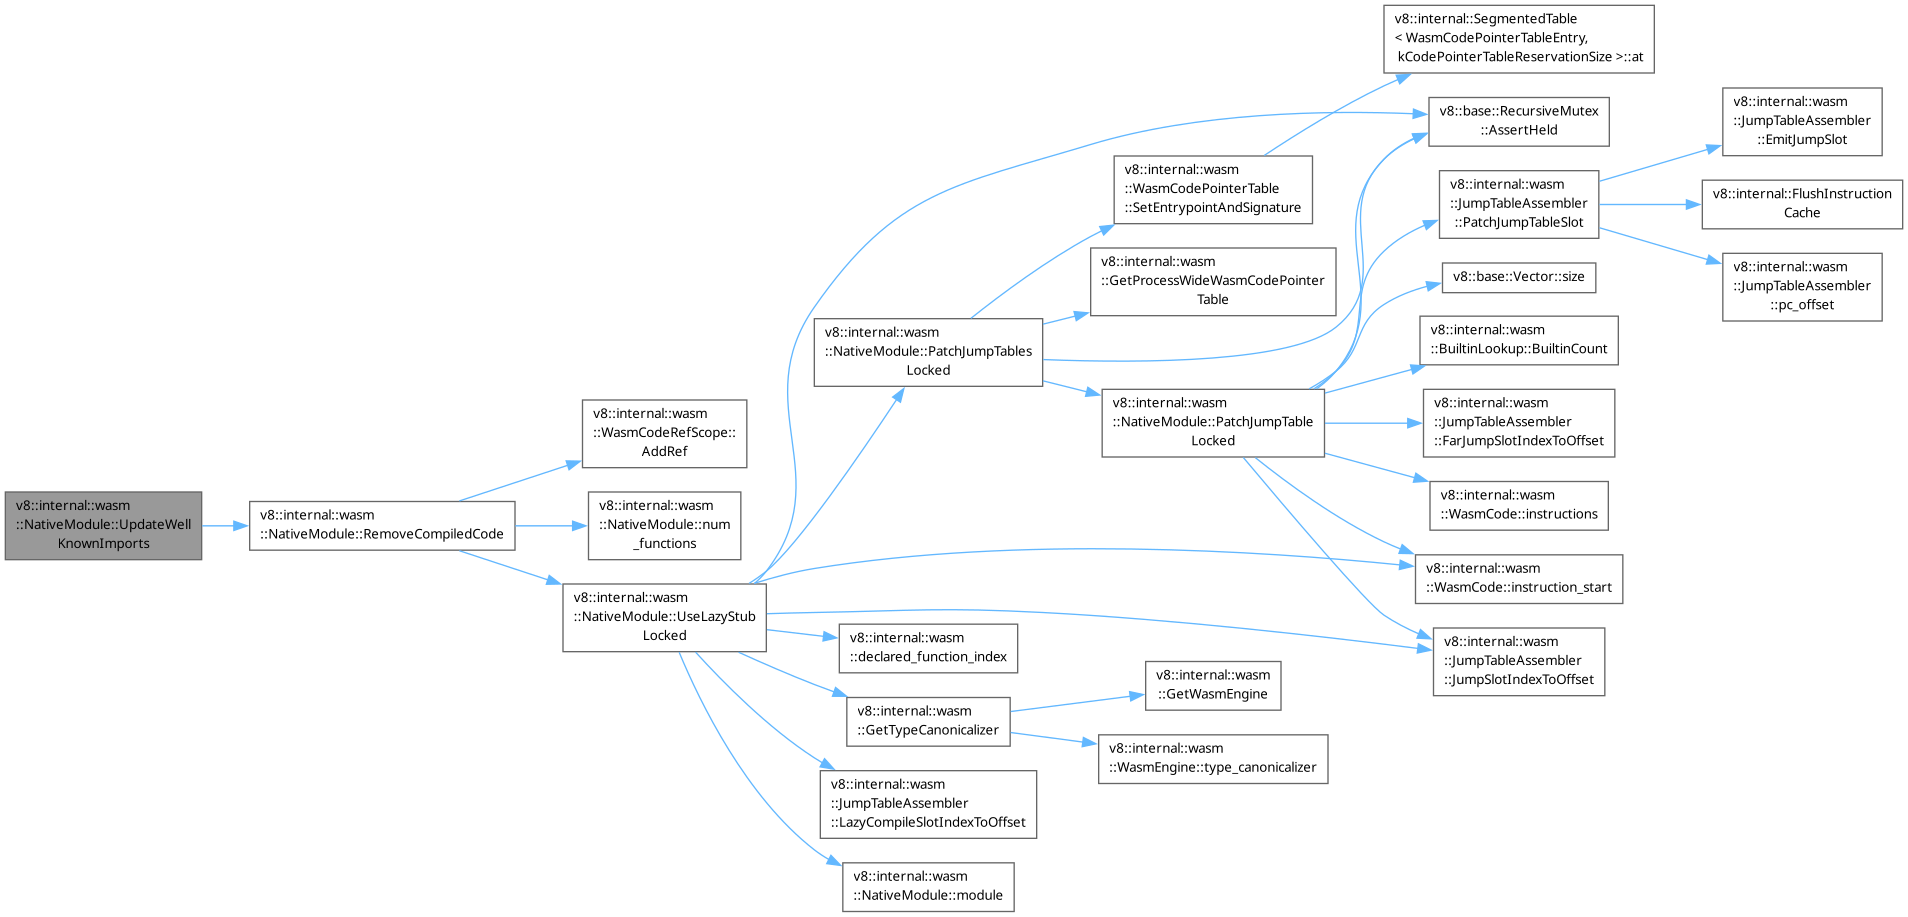 v8::internal::wasm
::NativeModule::UpdateWell
KnownImports
v8::internal::wasm
::NativeModule::RemoveCompiledCode
v8::internal::wasm
::WasmCodeRefScope::
AddRef
v8::internal::wasm
::NativeModule::num
_functions
v8::internal::wasm
::NativeModule::UseLazyStub
Locked
v8::internal::wasm
::NativeModule::PatchJumpTables
Locked
v8::internal::wasm
::declared_function_index
v8::internal::wasm
::GetTypeCanonicalizer
v8::internal::wasm
::JumpTableAssembler
::LazyCompileSlotIndexToOffset
v8::internal::wasm
::NativeModule::module
v8::internal::wasm
::WasmCodePointerTable
::SetEntrypointAndSignature
v8::internal::wasm
::GetProcessWideWasmCodePointer
Table
v8::internal::wasm
::NativeModule::PatchJumpTable
Locked
v8::internal::wasm
::GetWasmEngine
v8::internal::wasm
::WasmEngine::type_canonicalizer
v8::internal::SegmentedTable
< WasmCodePointerTableEntry,
kCodePointerTableReservationSize >::at
v8::base::RecursiveMutex
::AssertHeld
v8::internal::wasm
::JumpTableAssembler
::PatchJumpTableSlot
v8::base::Vector::size
v8::internal::wasm
::BuiltinLookup::BuiltinCount
v8::internal::wasm
::JumpTableAssembler
::FarJumpSlotIndexToOffset
v8::internal::wasm
::WasmCode::instructions
v8::internal::wasm
::WasmCode::instruction_start
v8::internal::wasm
::JumpTableAssembler
::JumpSlotIndexToOffset
v8::internal::wasm
::JumpTableAssembler
::EmitJumpSlot
v8::internal::FlushInstruction
Cache
v8::internal::wasm
::JumpTableAssembler
::pc_offset